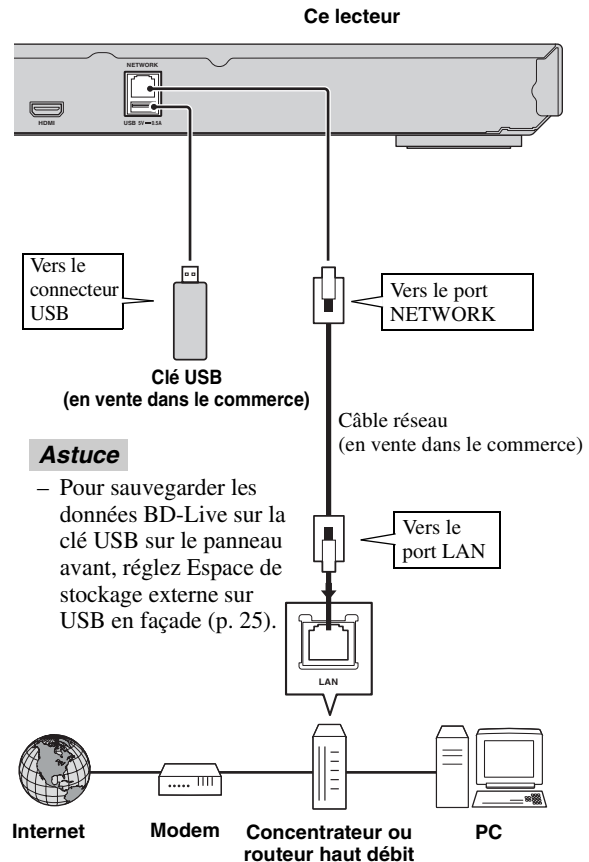 Ce lecteur
NETWORK
HDMI
USB 5V⎓0.5A
Vers le
connecteur
USB
Vers le port
NETWORK
Clé USB
(en vente dans le commerce)
Câble réseau
(en vente dans le commerce)
Astuce
– Pour sauvegarder les
données BD-Live sur la
clé USB sur le panneau
avant, réglez Espace de
stockage externe sur
USB en façade (p. 25).
Vers le
port LAN
LAN
Internet
Modem
Concentrateur ou
routeur haut débit
PC